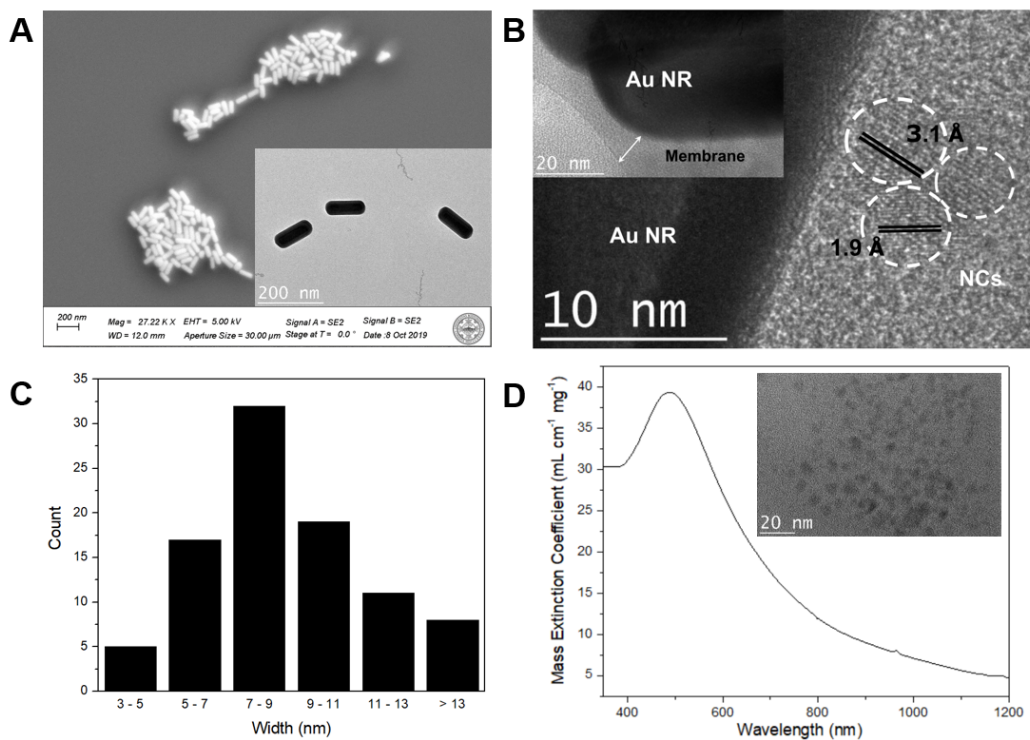 A
200 nm
200 nm
Mag = 27.22 K X EHT = 5.00 kV Signal A = SE2 Signal B = SE2
WD = 12.0 mm Aperture Size = 30.00 µm Stage at T = 0.0 ° Date :8 Oct 2019
B
Au NR
20 nm
Membrane
Au NR
3.1 Å
1.9 Å
NCs
10 nm
C
Count
35
30
25
20
15
10
5
0
3 - 5 5 - 7 7 - 9 9 - 11 11 - 13 > 13
Width (nm)
D
Mass Extinction Coefficient (mL cm⁻¹ mg⁻¹)
40
35
30
25
20
15
10
5
20 nm
400 600 800 1000 1200
Wavelength (nm)